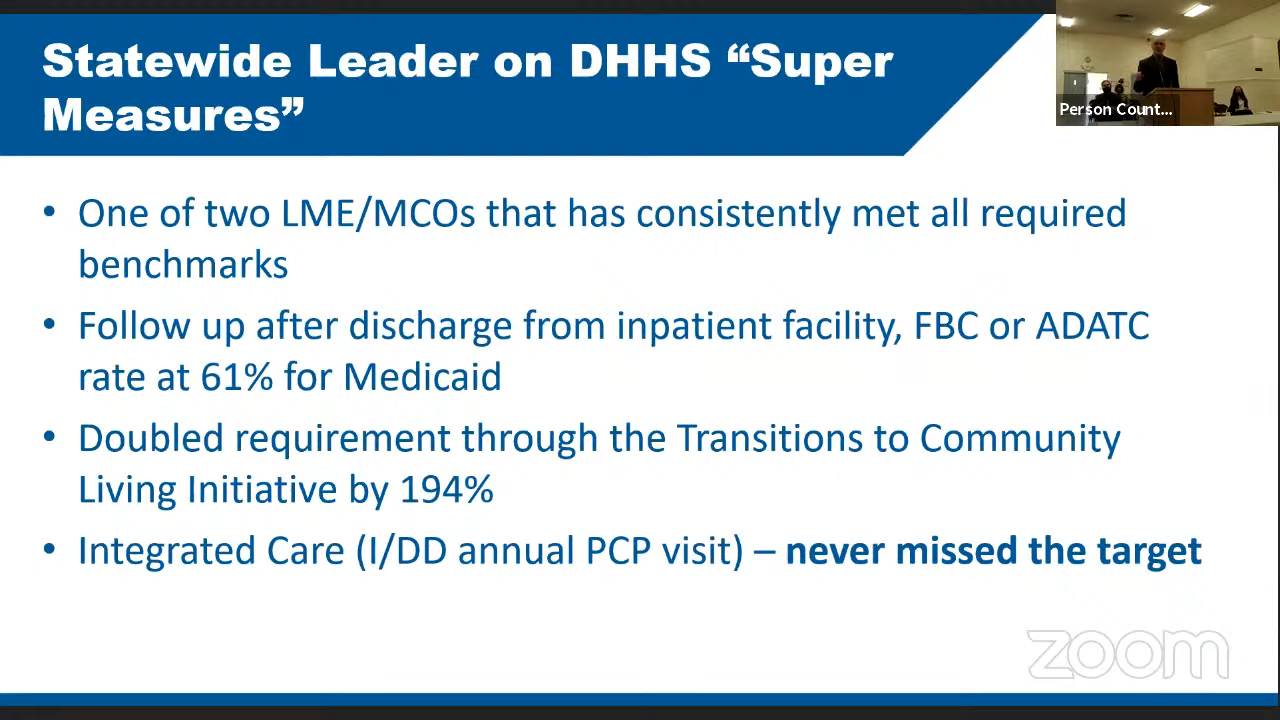 Statewide Leader on DHHS “Super
Measures”
Person Count...
• One of two LME/MCOs that has consistently met all required
benchmarks
• Follow up after discharge from inpatient facility, FBC or ADATC
rate at 61% for Medicaid
• Doubled requirement through the Transitions to Community
Living Initiative by 194%
• Integrated Care (I/DD annual PCP visit) – never missed the target
zoom